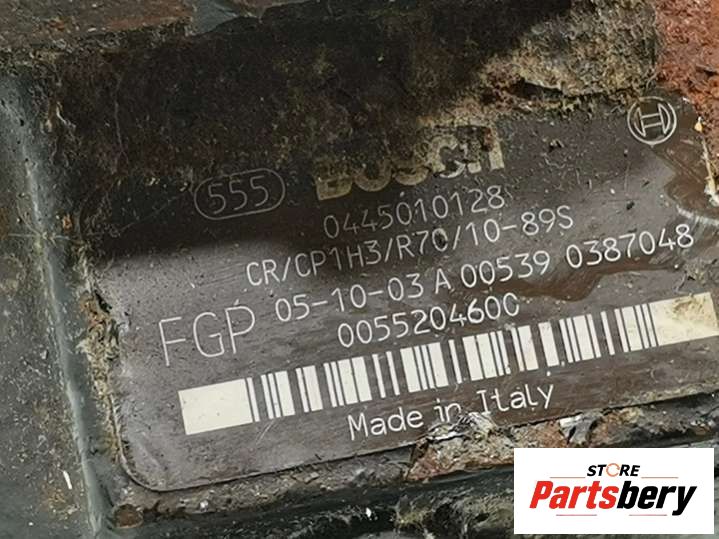 BOSCH
555
0445010128
CR/CP1H3/R70/10-89S
FGP 05-10-03 A 00539 0387048
0055204600
Made in Italy
STORE
Partsbery